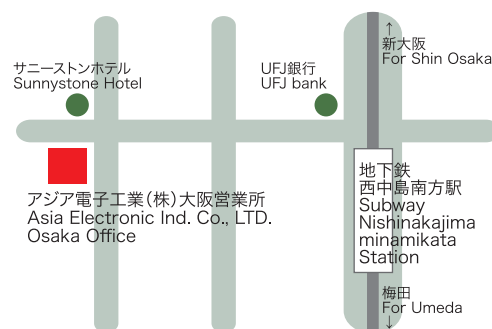 ↑
新大阪
For Shin Osaka
サニーストンホテル
Sunnystone Hotel
UFJ銀行
UFJ bank
地下鉄
西中島南方駅
Subway
Nishinakajima
minamikata
Station
アジア電子工業(株)大阪営業所
Asia Electronic Ind. Co., LTD.
Osaka Office
梅田
For Umeda
↓